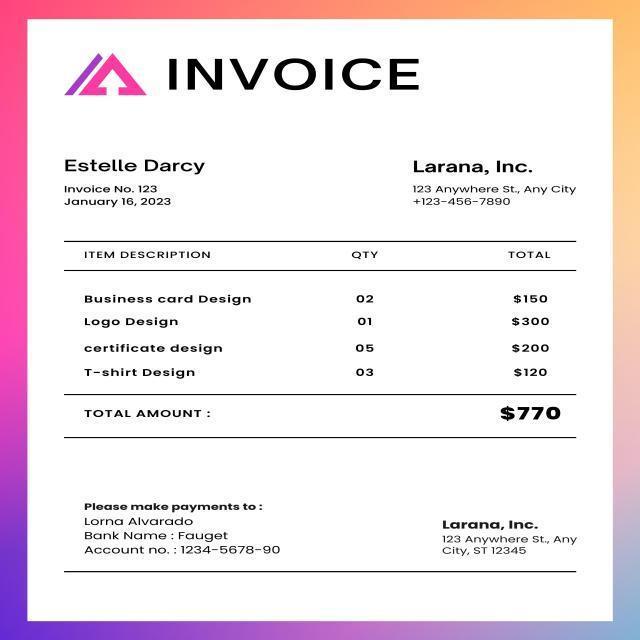 INVOICE
Estelle Darcy
Invoice No. 123
January 16, 2023
Larana, Inc.
123 Anywhere St., Any City
+123-456-7890
ITEM DESCRIPTION QTY TOTAL
Business card Design 02 $150
Logo Design 01 $300
certificate design 05 $200
T-shirt Design 03 $120
TOTAL AMOUNT : $770
Please make payments to :
Lorna Alvarado
Bank Name : Fauget
Account no. : 1234-5678-90
Larana, Inc.
123 Anywhere St., Any
City, ST 12345